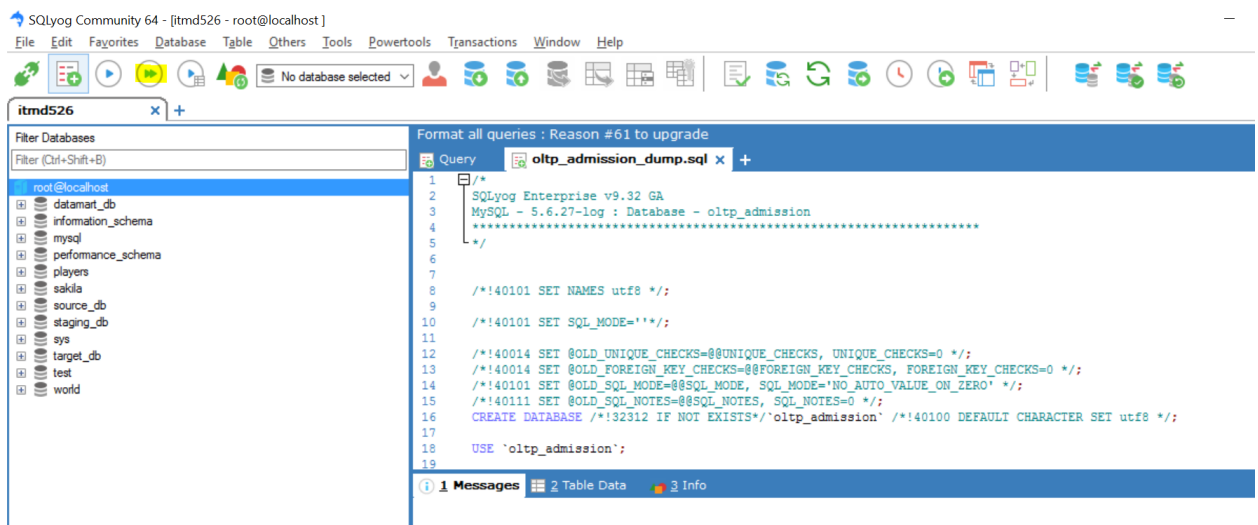 SQLyog Community 64 - [itmd526 - root@localhost ]
File Edit Favorites Database Table Others Tools Powertools Transactions Window Help
No database selected
itmd526
Filter Databases
Filter (Ctrl+Shift+B)
root@localhost
datamart_db
information_schema
mysql
performance_schema
players
sakila
source_db
staging_db
sys
target_db
test
world
Format all queries : Reason #61 to upgrade
Query oltp_admission_dump.sql
1 /*
2 SQLyog Enterprise v9.32 GA
3 MySQL - 5.6.27-log : Database - oltp_admission
4 *********************************************************************
5 */
6
7
8 /*!40101 SET NAMES utf8 */;
9
10 /*!40101 SET SQL_MODE=''*/;
11
12 /*!40014 SET @OLD_UNIQUE_CHECKS=@@UNIQUE_CHECKS, UNIQUE_CHECKS=0 */;
13 /*!40014 SET @OLD_FOREIGN_KEY_CHECKS=@@FOREIGN_KEY_CHECKS, FOREIGN_KEY_CHECKS=0 */;
14 /*!40101 SET @OLD_SQL_MODE=@@SQL_MODE, SQL_MODE='NO_AUTO_VALUE_ON_ZERO' */;
15 /*!40111 SET @OLD_SQL_NOTES=@@SQL_NOTES, SQL_NOTES=0 */;
16 CREATE DATABASE /*!32312 IF NOT EXISTS*/`oltp_admission` /*!40100 DEFAULT CHARACTER SET utf8 */;
17
18 USE `oltp_admission`;
19
1 Messages 2 Table Data 3 Info